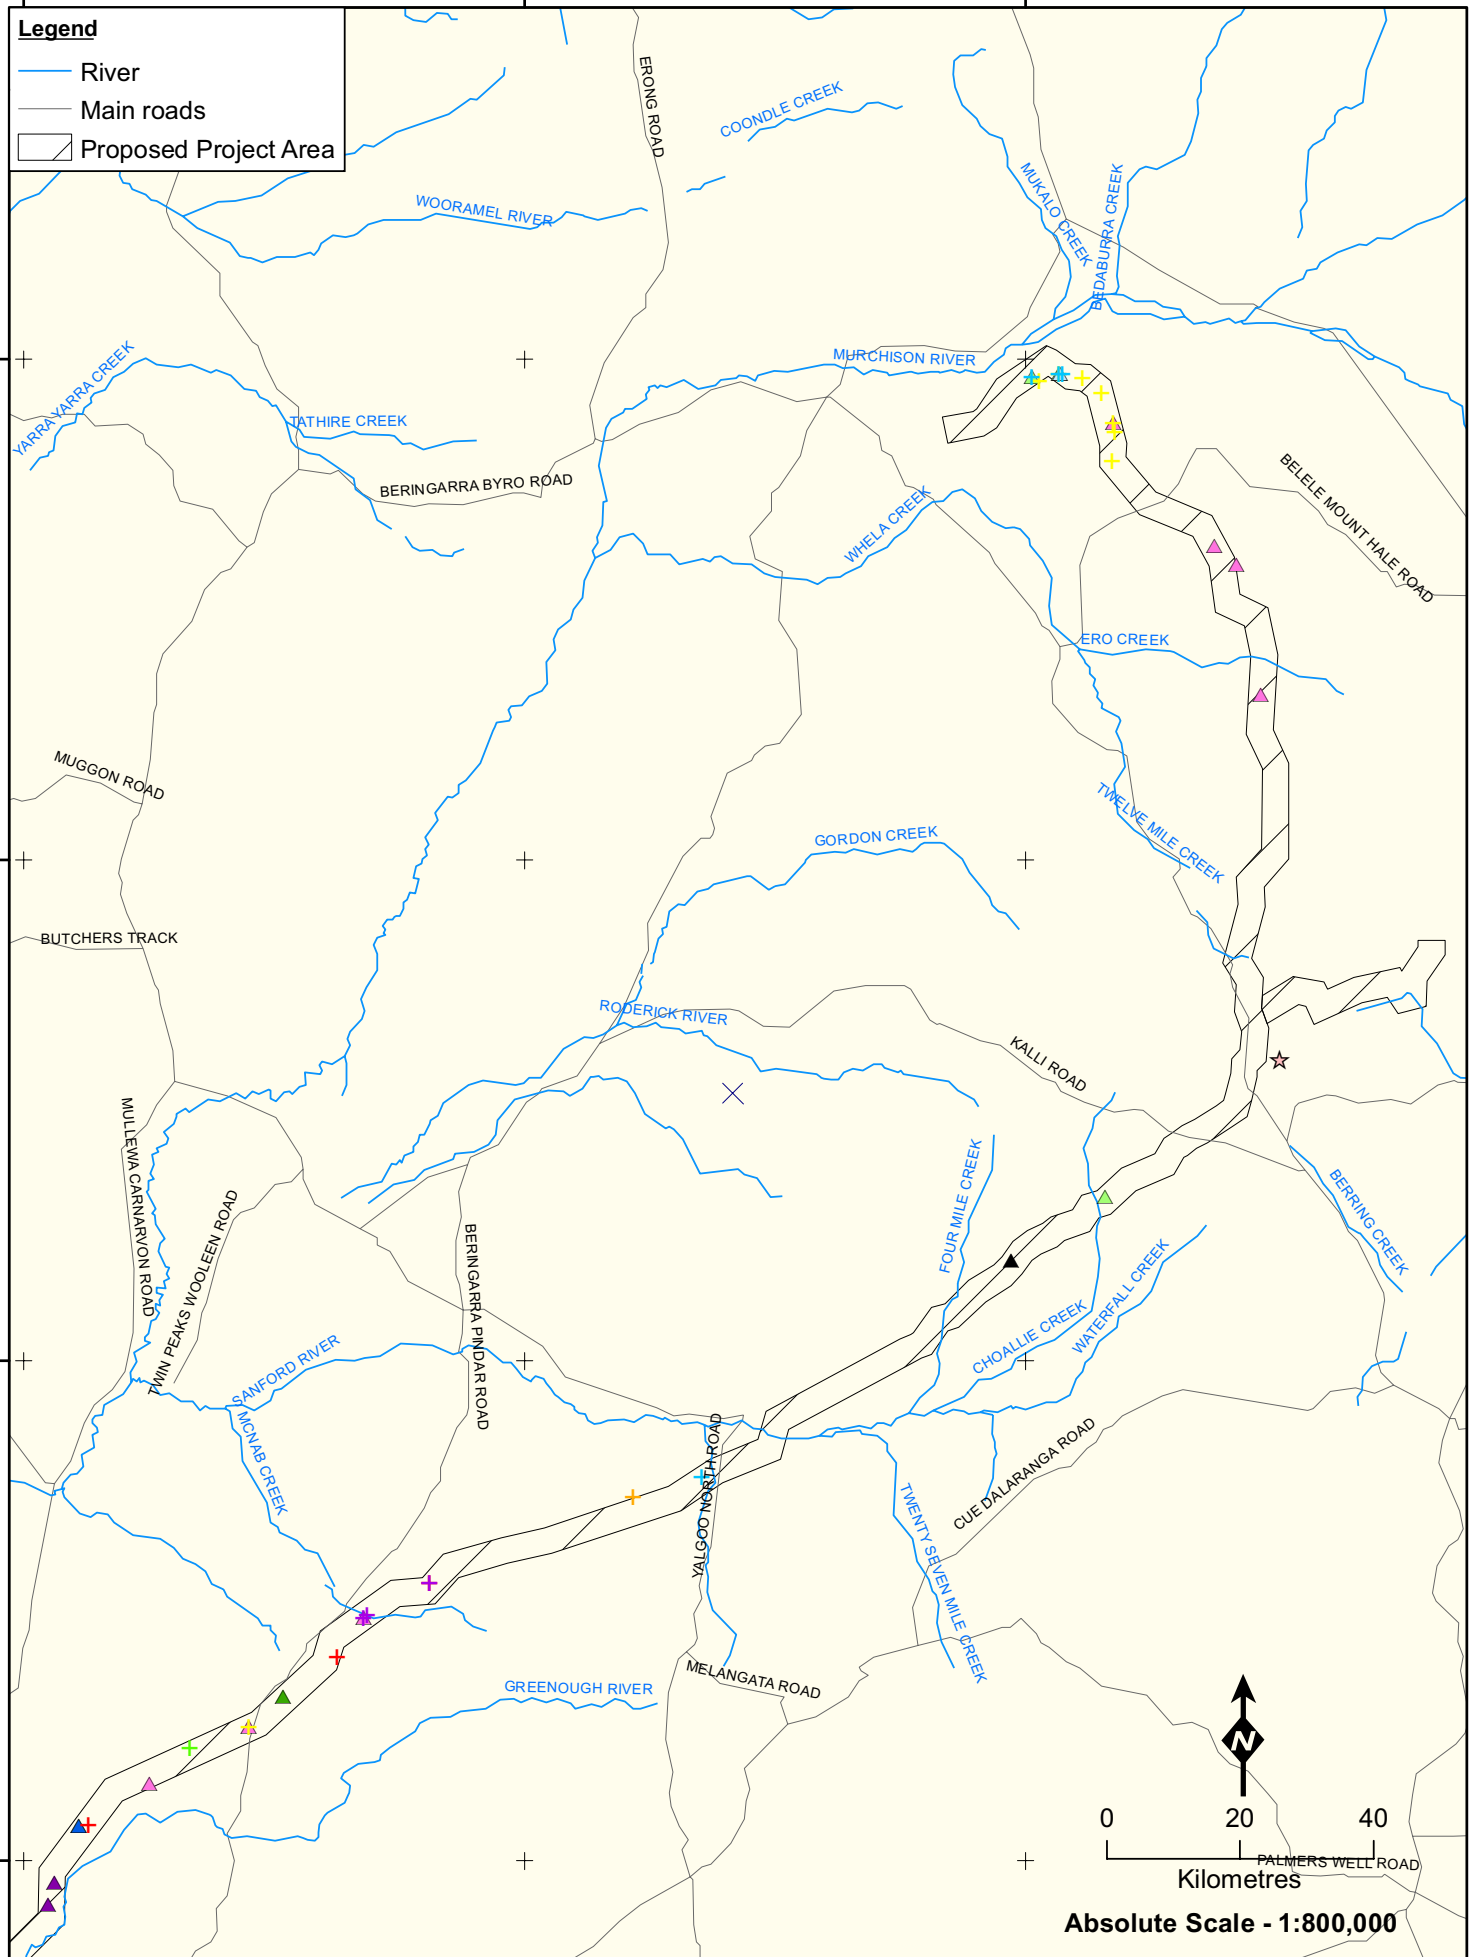 Legend
River
Main roads
Proposed Project Area
ERONG ROAD
COONDLE CREEK
WOORAMEL RIVER
MUKALO CREEK
BEDABURRA CREEK
MURCHISON RIVER
YARRA YARRA CREEK
TATHIRE CREEK
BERINGARRA BYRO ROAD
WHELA CREEK
BELELE MOUNT HALE ROAD
ERO CREEK
MUGGON ROAD
TWELVE MILE CREEK
GORDON CREEK
BUTCHERS TRACK
RODERICK RIVER
KALLI ROAD
MULLEWA CARNARVON ROAD
TWIN PEAKS WOOLEEN ROAD
BERINGARRA PINDAR ROAD
FOUR MILE CREEK
BERRING CREEK
WATERFALL CREEK
CHOALLIE CREEK
SANFORD RIVER
MCNAB CREEK
YALGOO NORTH ROAD
CUE DALARANGA ROAD
TWENTY SEVEN MILE CREEK
MELANGATA ROAD
GREENOUGH RIVER
N
0 20 40
PALMERS WELL ROAD
Kilometres
Absolute Scale - 1:800,000